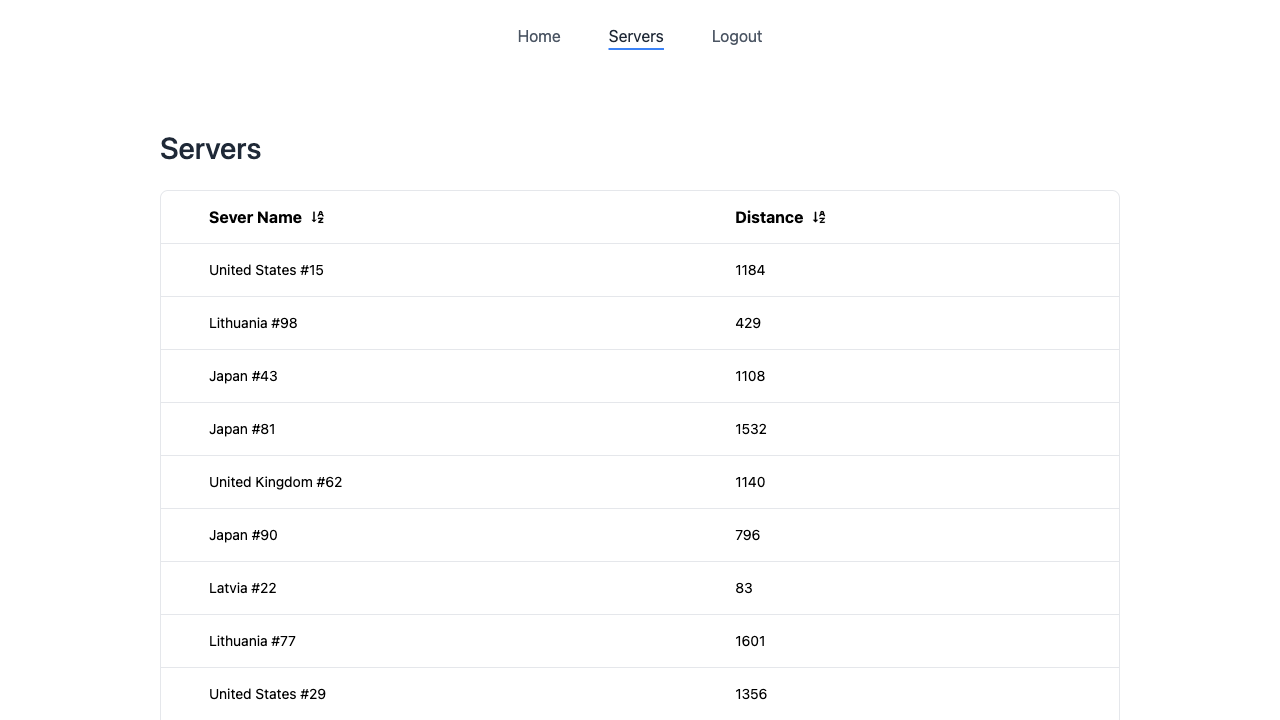 Home Servers Logout
Servers
Sever Name Distance
United States #15 1184
Lithuania #98 429
Japan #43 1108
Japan #81 1532
United Kingdom #62 1140
Japan #90 796
Latvia #22 83
Lithuania #77 1601
United States #29 1356